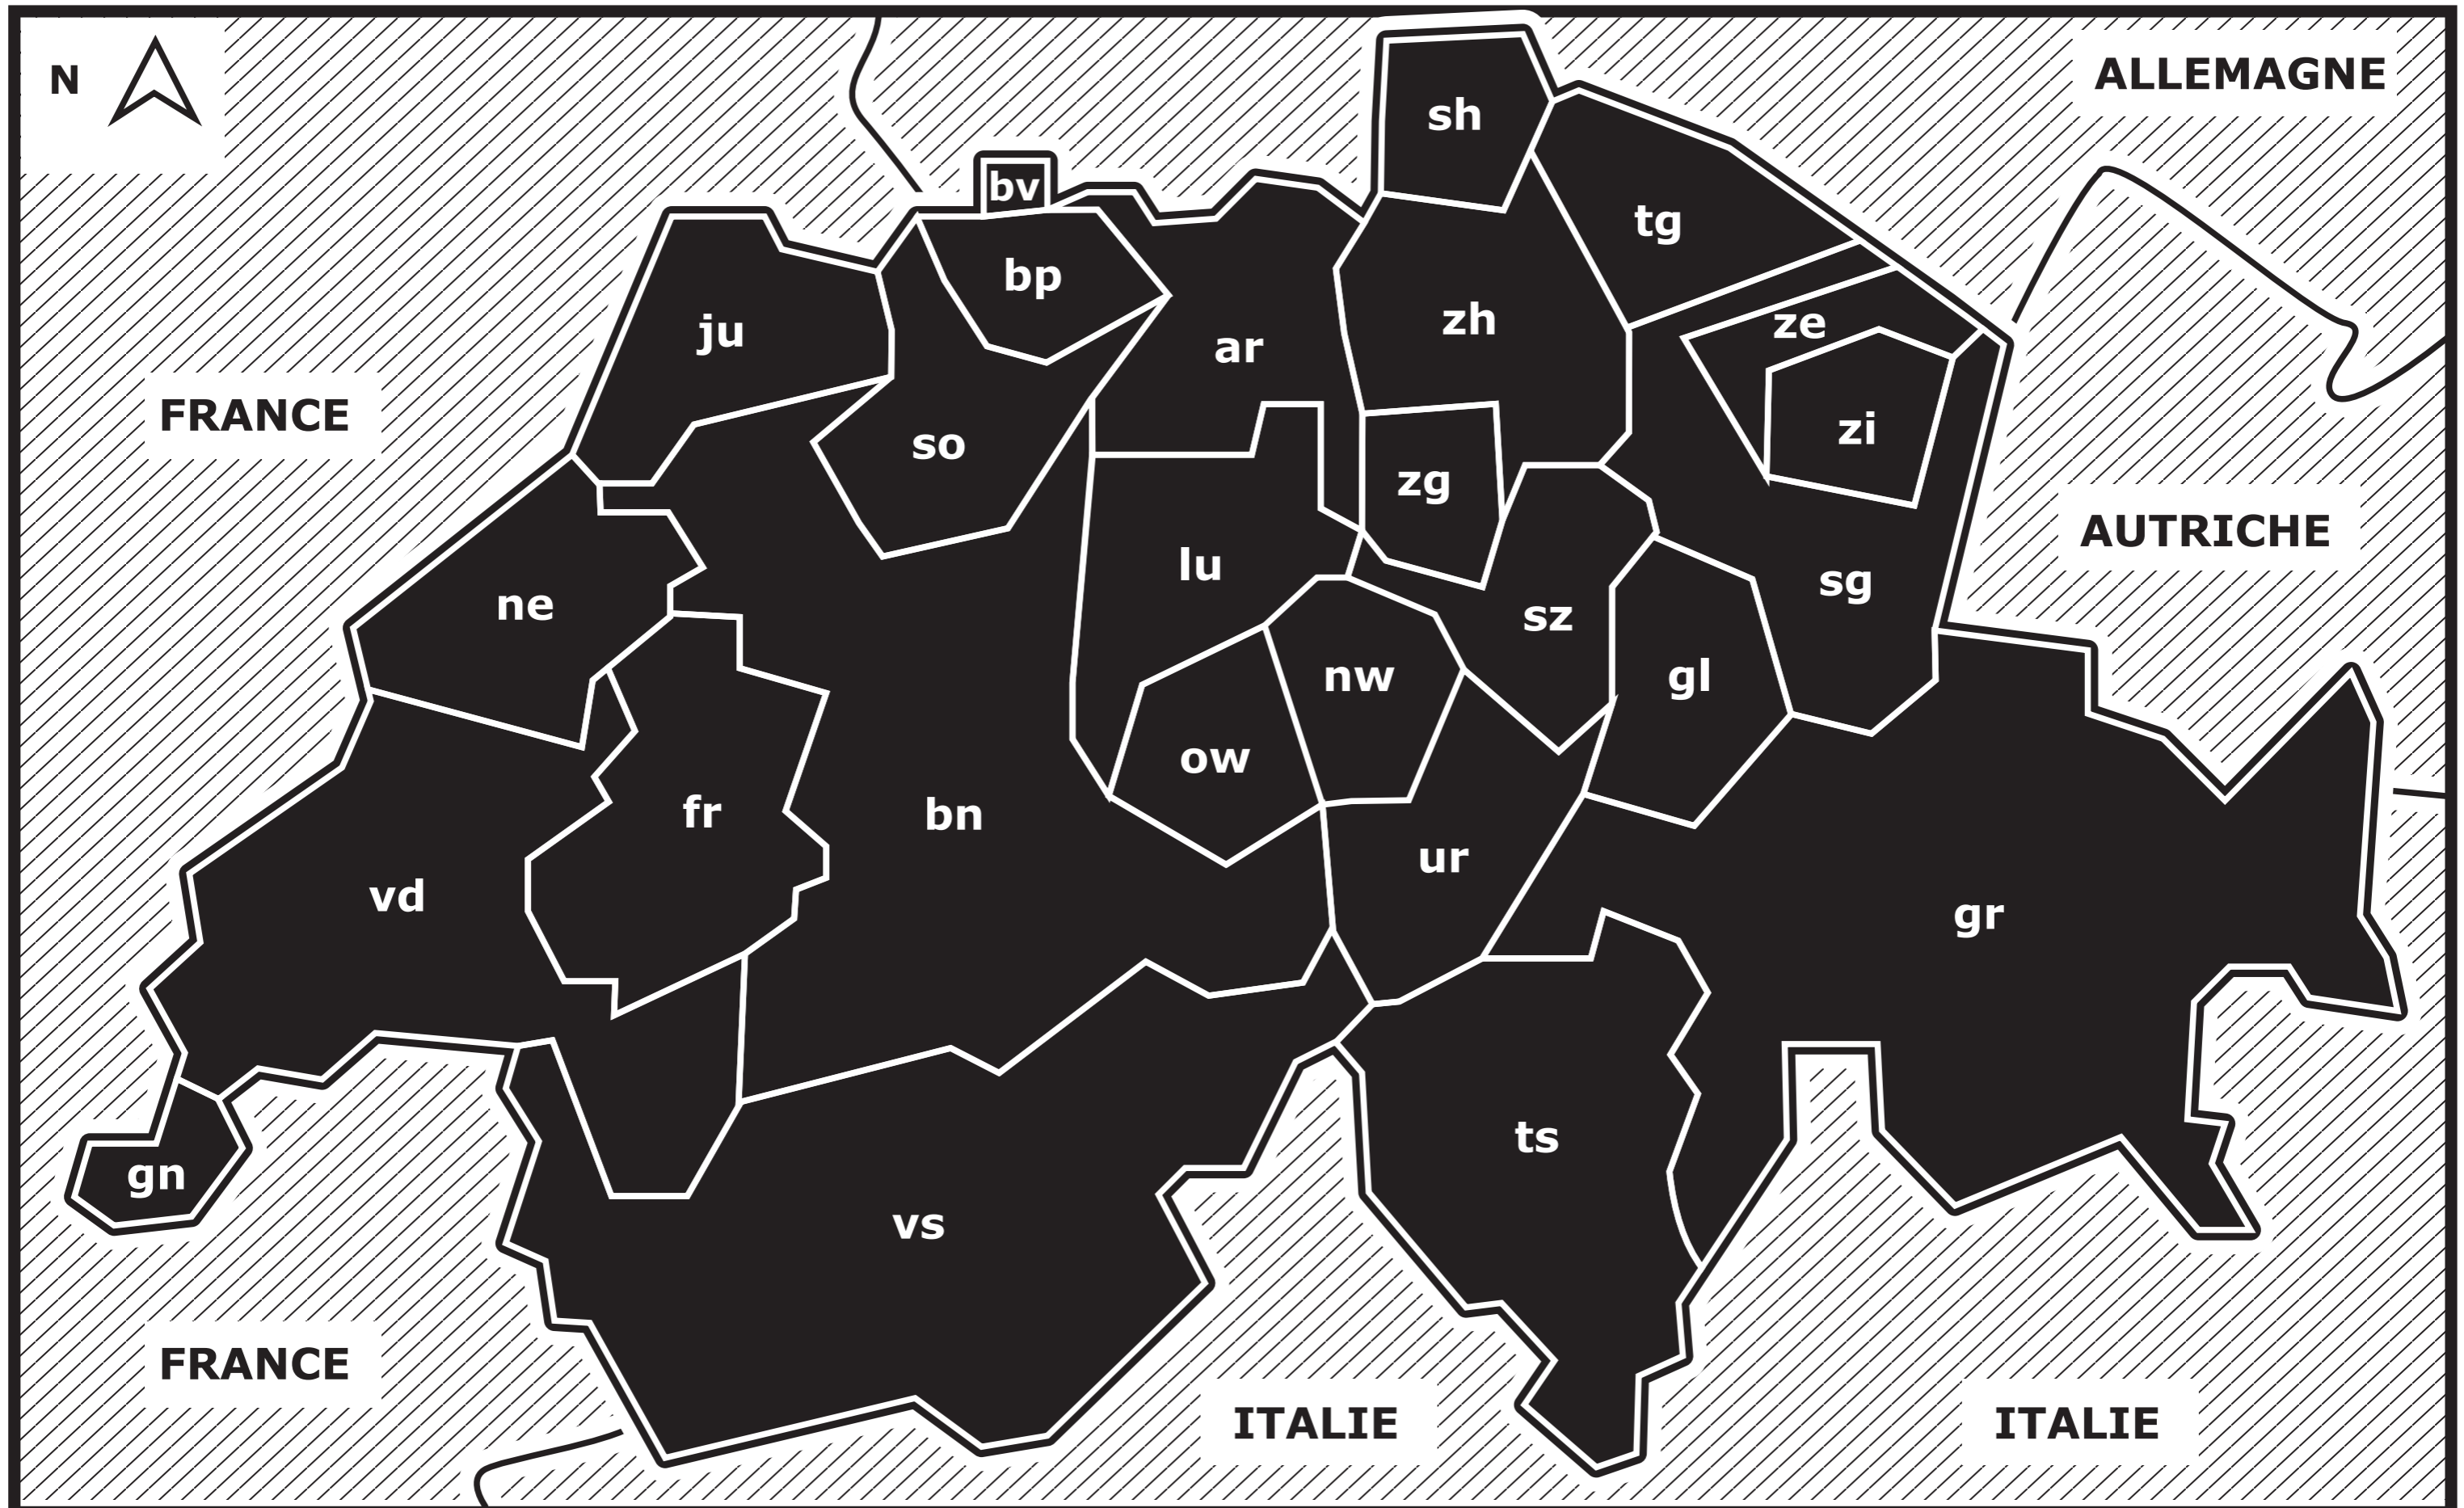 N
ALLEMAGNE
sh
bv
tg
bp
ju
zh
ze
ar
FRANCE
so
zi
zg
AUTRICHE
lu
sg
ne
sz
nw
gl
ow
fr
bn
ur
vd
gr
ts
gn
vs
FRANCE
ITALIE
ITALIE